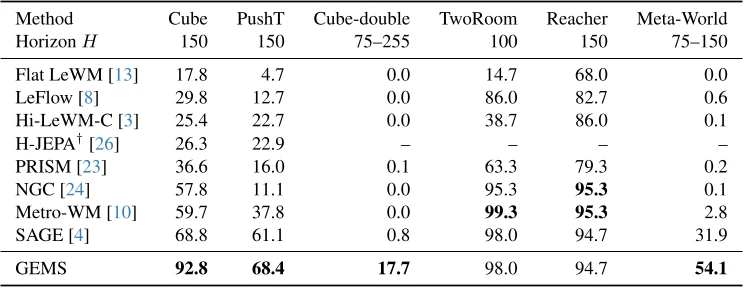 Method Cube PushT Cube-double TwoRoom Reacher Meta-World
Horizon H 150 150 75–255 100 150 75–150
Flat LeWM [13] 17.8 4.7 0.0 14.7 68.0 0.0
LeFlow [8] 29.8 12.7 0.0 86.0 82.7 0.6
Hi-LeWM-C [3] 25.4 22.7 0.0 38.7 86.0 0.1
H-JEPA† [26] 26.3 22.9 – – – –
PRISM [23] 36.6 16.0 0.1 63.3 79.3 0.2
NGC [24] 57.8 11.1 0.0 95.3 95.3 0.1
Metro-WM [10] 59.7 37.8 0.0 99.3 95.3 2.8
SAGE [4] 68.8 61.1 0.8 98.0 94.7 31.9
GEMS 92.8 68.4 17.7 98.0 94.7 54.1